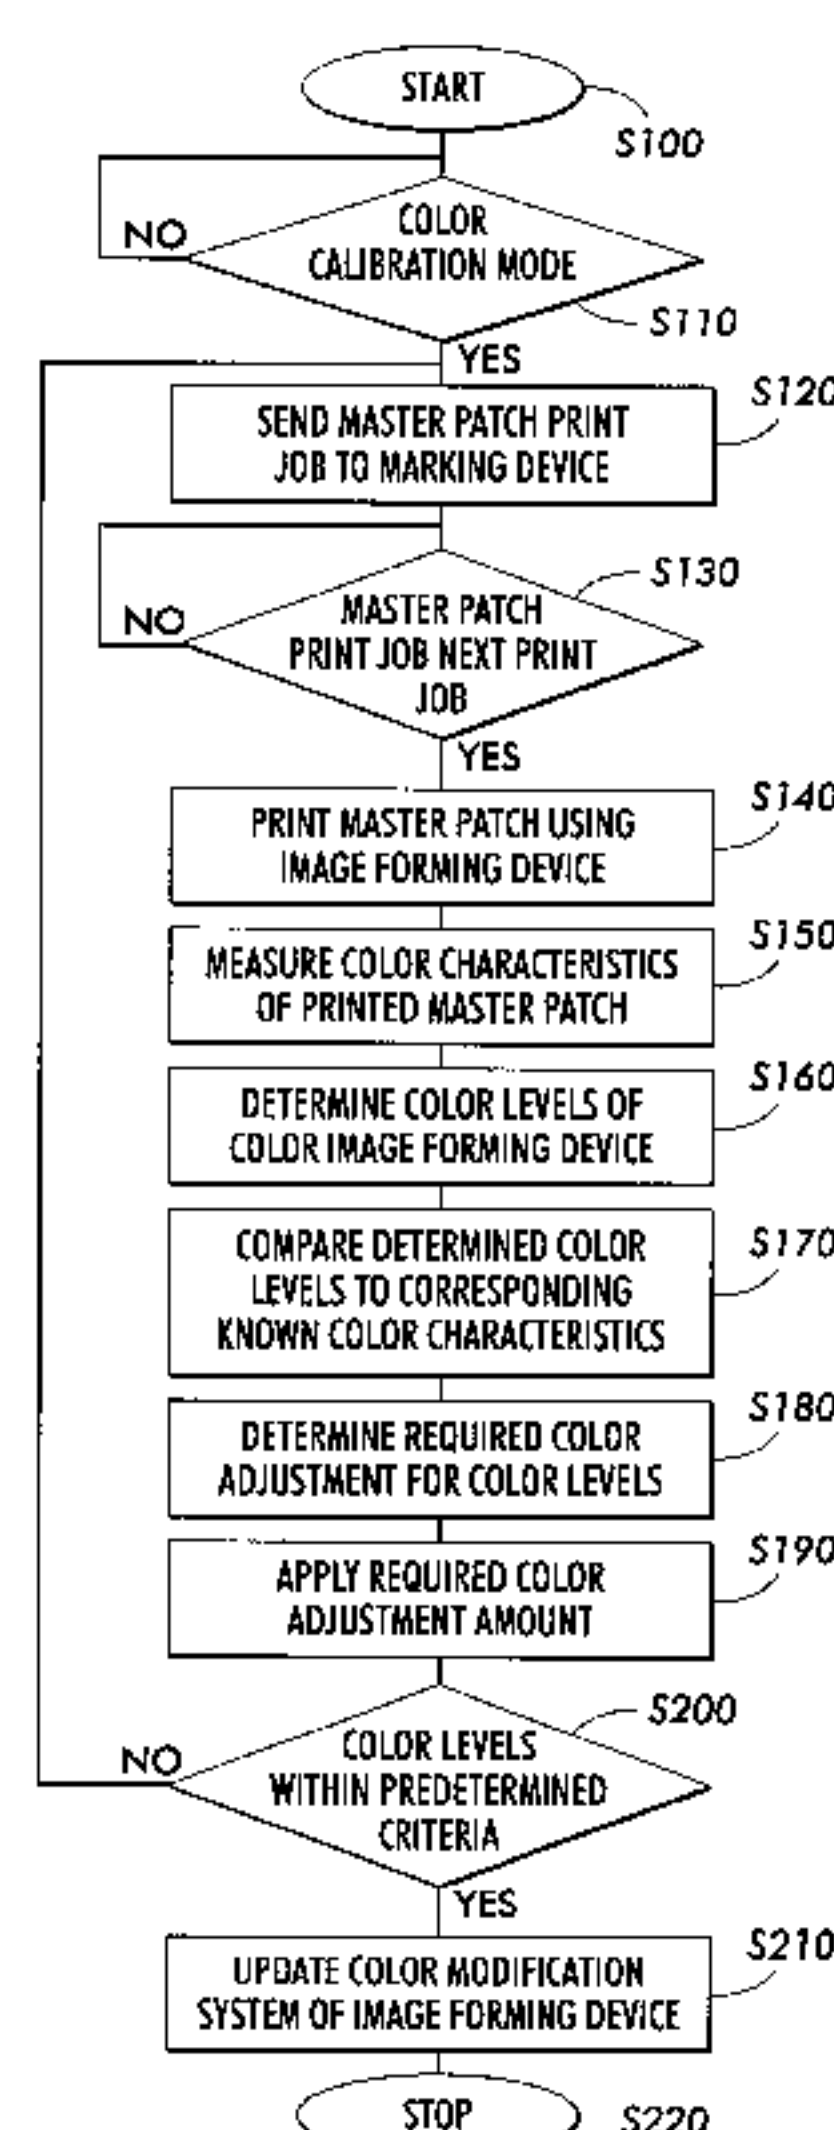 START
S100
COLOR
CALIBRATION MODE
NO
S110
YES
S120
SEND MASTER PATCH PRINT
JOB TO MARKING DEVICE
S130
MASTER PATCH
PRINT JOB NEXT PRINT
JOB
NO
YES
S140
PRINT MASTER PATCH USING
IMAGE FORMING DEVICE
S150
MEASURE COLOR CHARACTERISTICS
OF PRINTED MASTER PATCH
S160
DETERMINE COLOR LEVELS OF
COLOR IMAGE FORMING DEVICE
S170
COMPARE DETERMINED COLOR
LEVELS TO CORRESPONDING
KNOWN COLOR CHARACTERISTICS
S180
DETERMINE REQUIRED COLOR
ADJUSTMENT FOR COLOR LEVELS
S190
APPLY REQUIRED COLOR
ADJUSTMENT AMOUNT
S200
COLOR LEVELS
WITHIN PREDETERMINED
CRITERIA
NO
YES
S210
UPDATE COLOR MODIFICATION
SYSTEM OF IMAGE FORMING DEVICE
STOP
S220